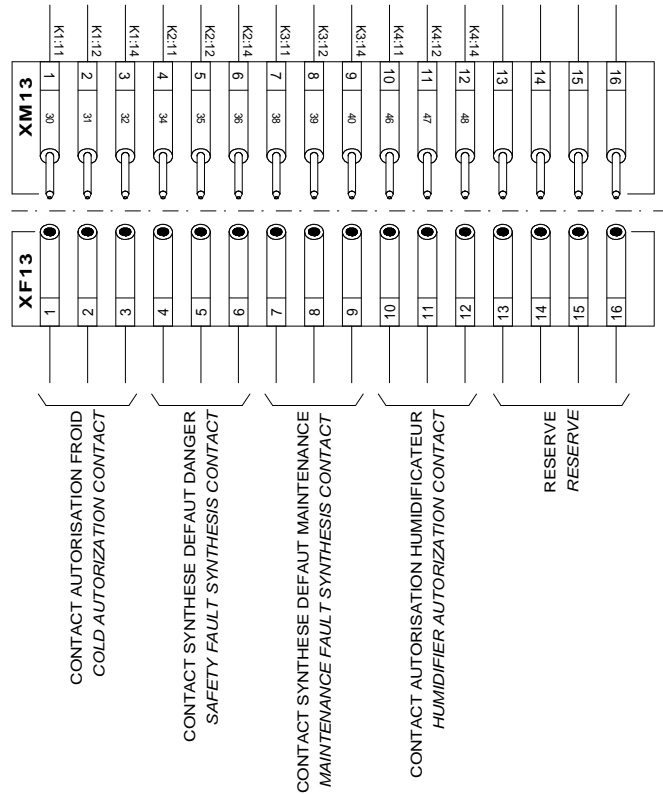 K1:11
K1:12
K1:14
K2:11
K2:12
K2:14
K3:11
K3:12
K3:14
K4:11
K4:12
K4:14
XM13
1
2
3
4
5
6
7
8
9
10
11
12
13
14
15
16
30
31
32
34
35
36
38
39
40
46
47
48
XF13
1
2
3
4
5
6
7
8
9
10
11
12
13
14
15
16
CONTACT AUTORISATION FROID
COLD AUTORIZATION CONTACT
CONTACT SYNTHESE DEFAUT DANGER
SAFETY FAULT SYNTHESIS CONTACT
CONTACT SYNTHESE DEFAUT MAINTENANCE
MAINTENANCE FAULT SYNTHESIS CONTACT
CONTACT AUTORISATION HUMIDIFICATEUR
HUMIDIFIER AUTORIZATION CONTACT
RESERVE
RESERVE